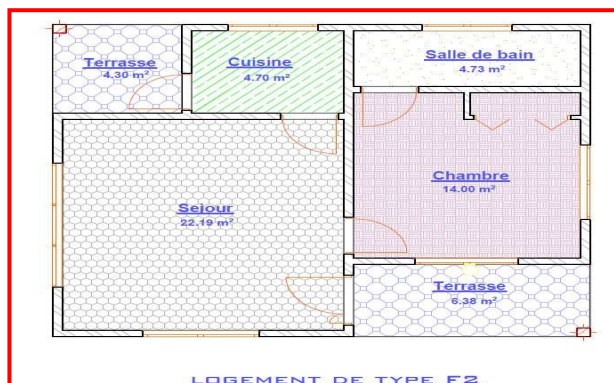 Terrasse
4.30 m²
Cuisine
4.70 m²
Salle de bain
4.73 m²
Chambre
14.00 m²
Sejour
22.19 m²
Terrasse
6.38 m²
LOGEMENT DE TYPE F2